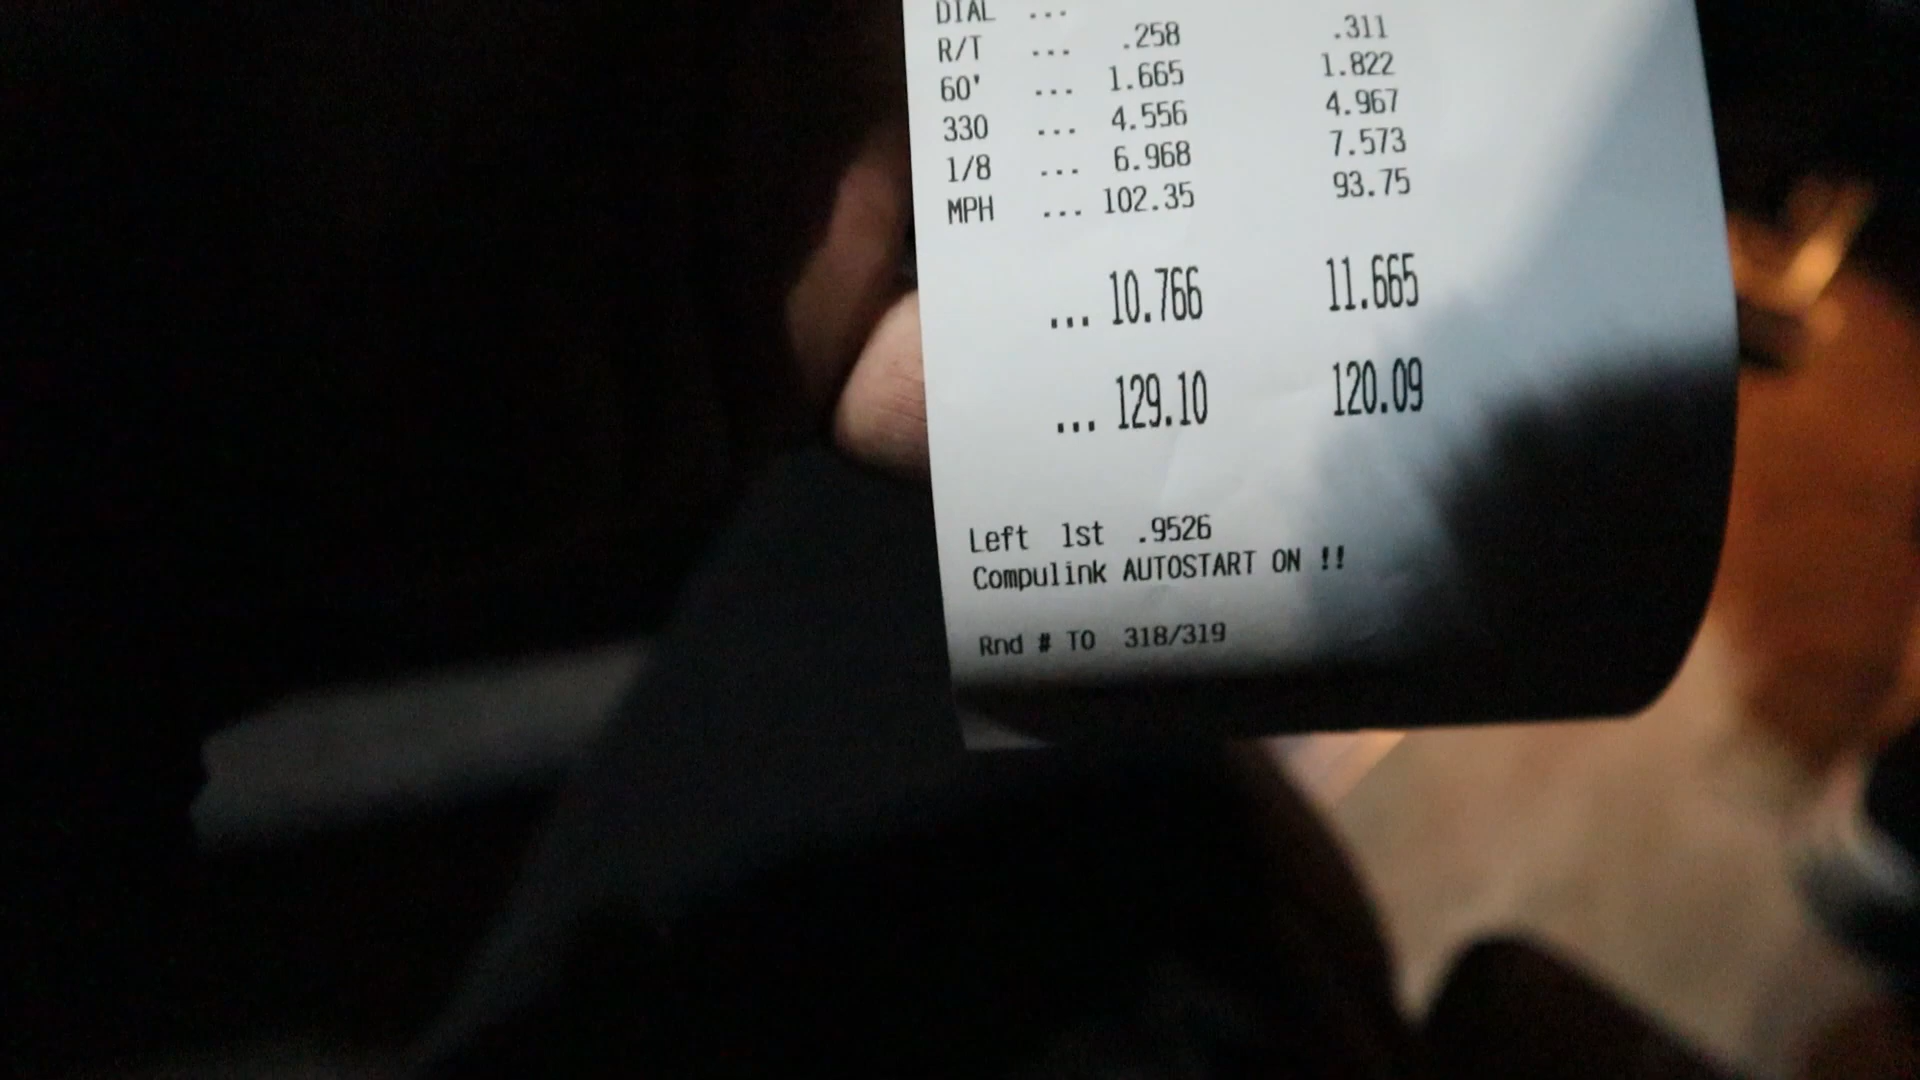 DIAL ...
R/T ... .258 .311
60' ... 1.665 1.822
330 ... 4.556 4.967
1/8 ... 6.968 7.573
MPH ... 102.35 93.75
... 10.766 11.665
... 129.10 120.09
Left 1st .9526
Compulink AUTOSTART ON !!
Rnd # TO 318/319